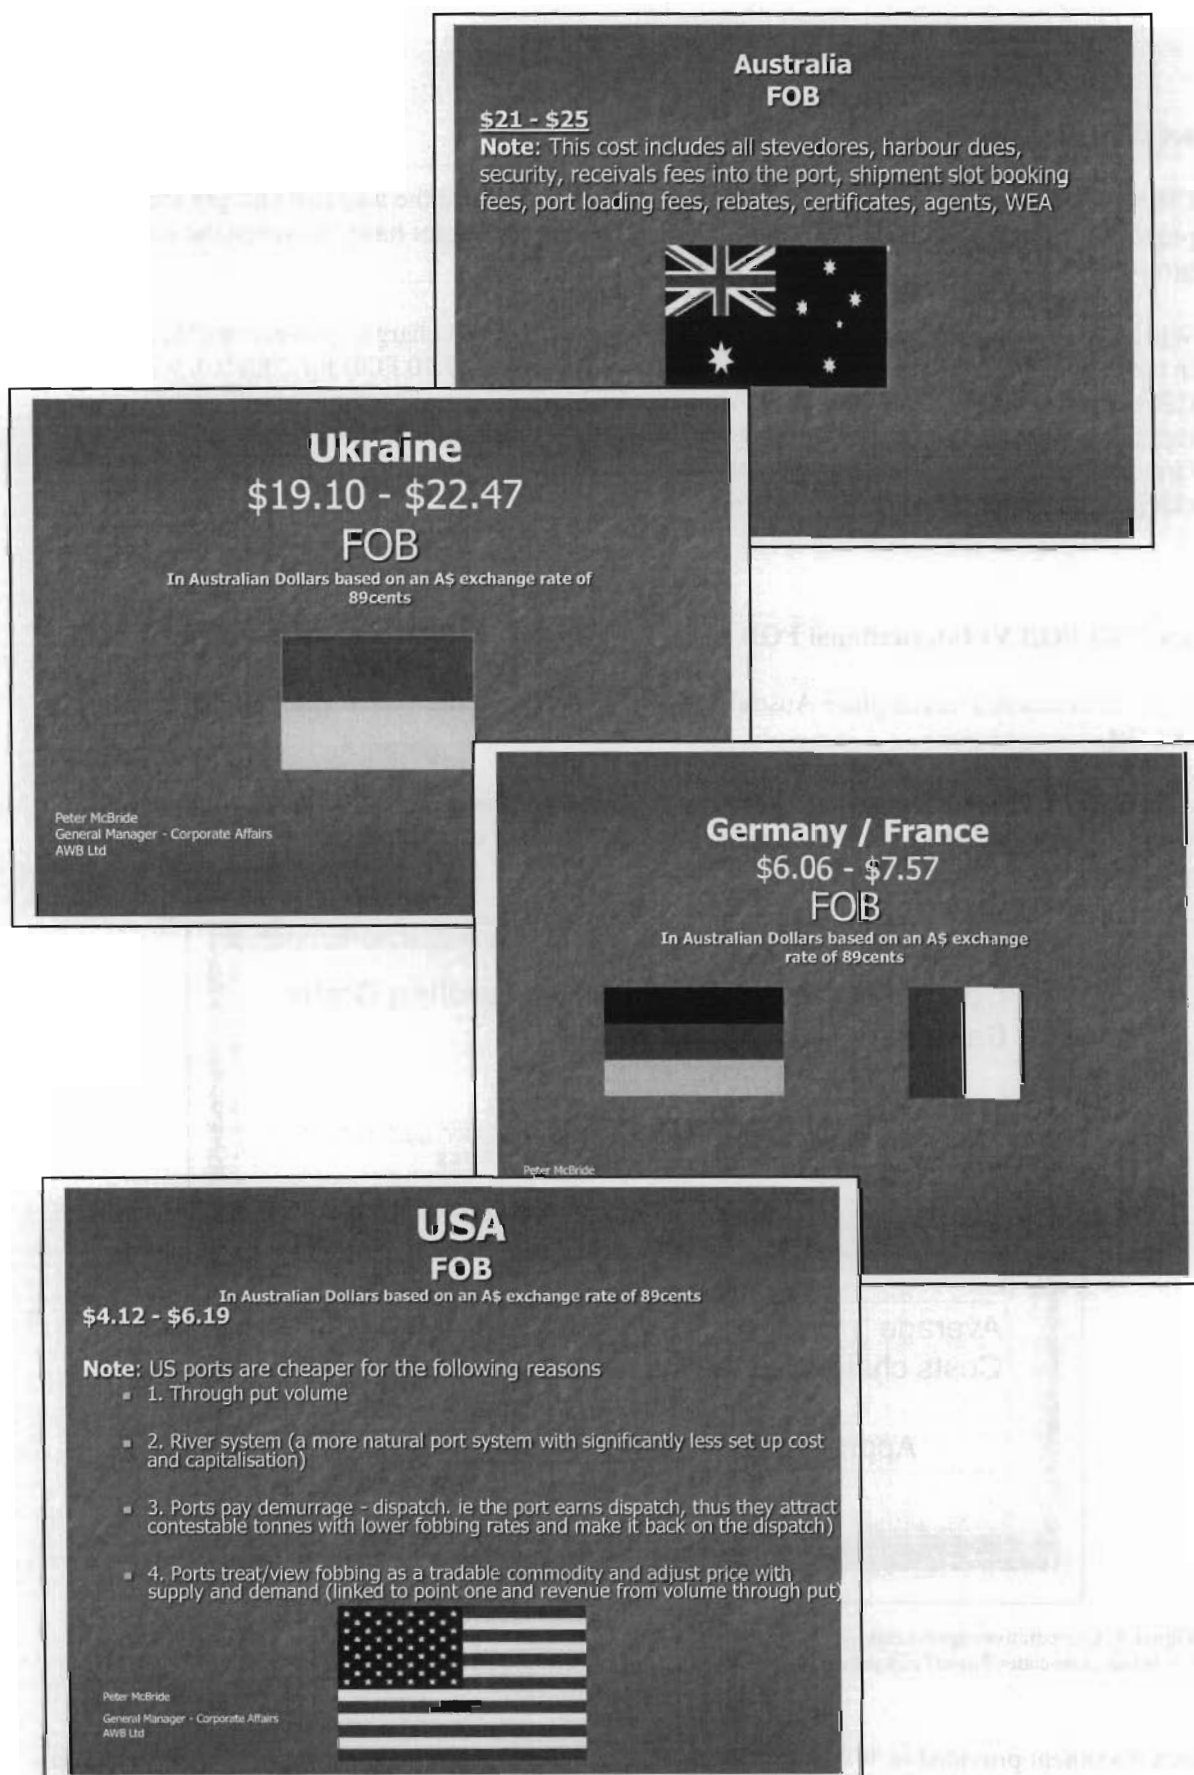 Australia
FOB
$21 - $25
Note: This cost includes all stevedores, harbour dues,
security, receivals fees into the port, shipment slot booking
fees, port loading fees, rebates, certificates, agents, WEA
Ukraine
$19.10 - $22.47
FOB
In Australian Dollars based on an A$ exchange rate of
89cents
Peter McBride
General Manager - Corporate Affairs
AWB Ltd
Germany / France
$6.06 - $7.57
FOB
In Australian Dollars based on an A$ exchange
rate of 89cents
Peter McBride
USA
FOB
In Australian Dollars based on an A$ exchange rate of 89cents
$4.12 - $6.19
Note: US ports are cheaper for the following reasons
1. Through put volume
2. River system (a more natural port system with significantly less set up cost
and capitalisation)
3. Ports pay demurrage - dispatch. ie the port earns dispatch, thus they attract
contestable tonnes with lower fobbing rates and make it back on the dispatch)
4. Ports treat/view fobbing as a tradable commodity and adjust price with
supply and demand (linked to point one and revenue from volume through put)
Peter McBride
General Manager - Corporate Affairs
AWB Ltd